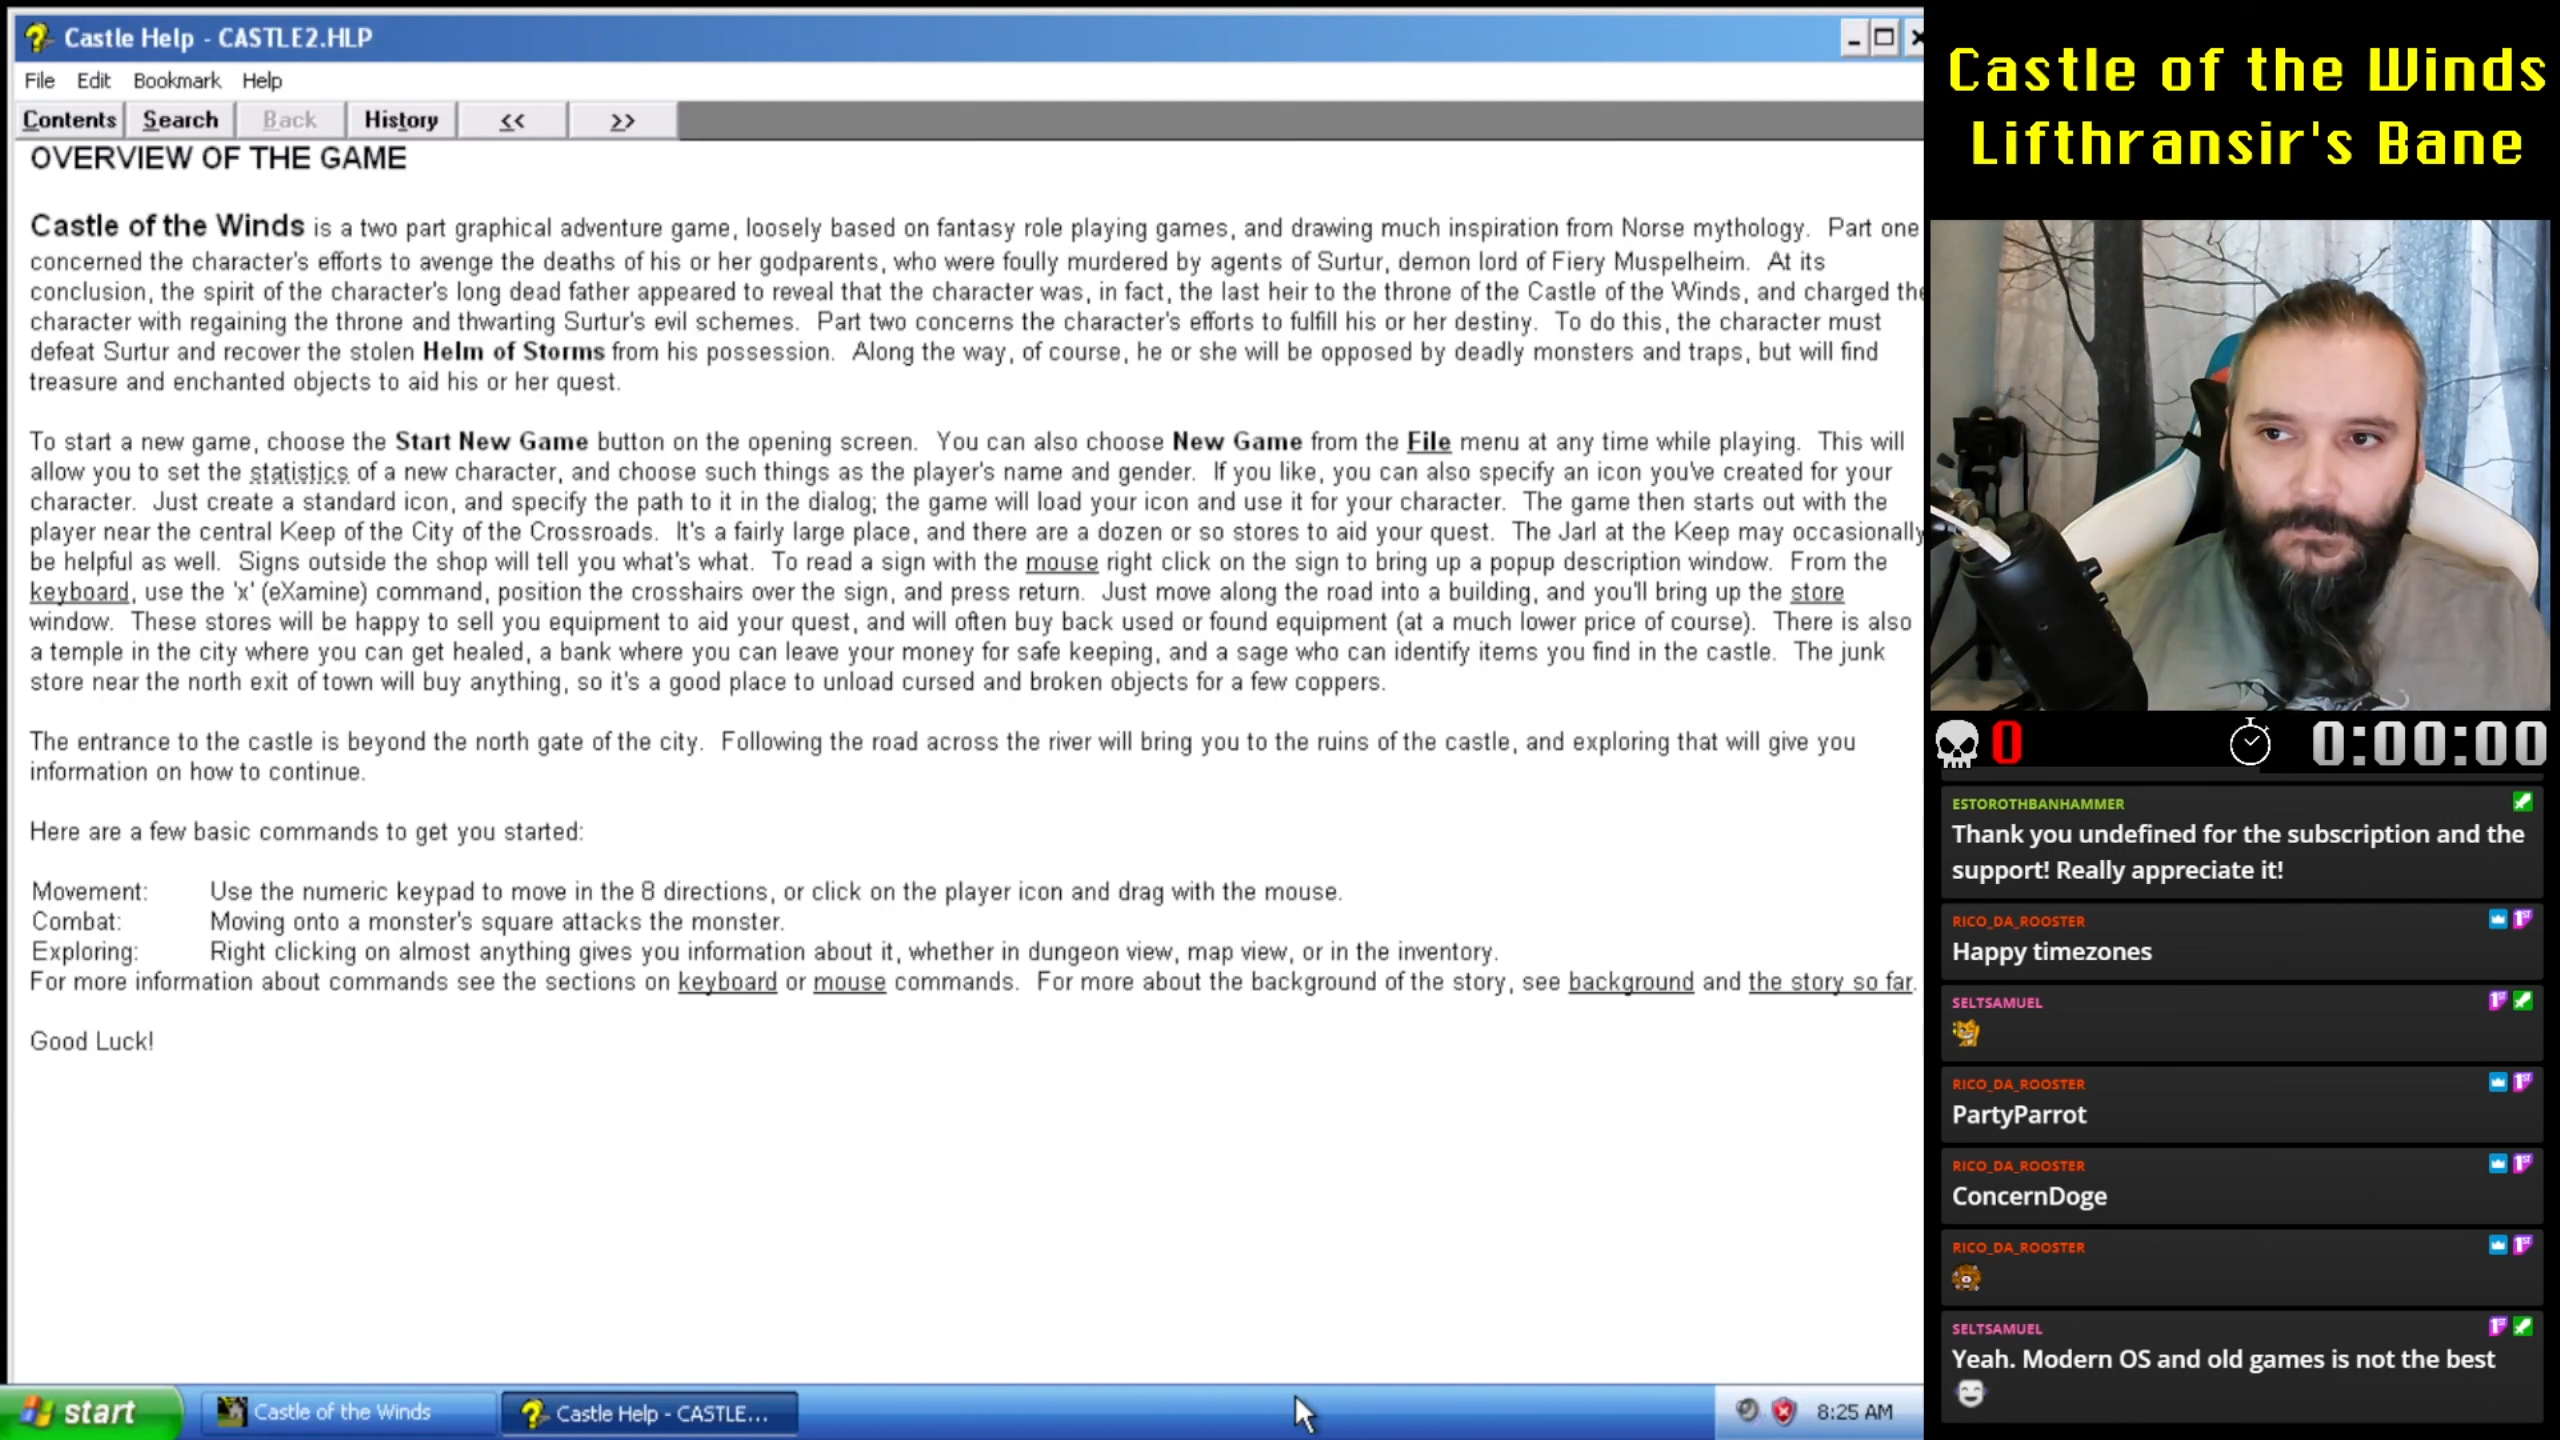 Castle Help - CASTLE2.HLP
File Edit Bookmark Help
Contents Search Back History << >>
OVERVIEW OF THE GAME
Castle of the Winds is a two part graphical adventure game, loosely based on fantasy role playing games, and drawing much inspiration from Norse mythology. Part one
concerned the character's efforts to avenge the deaths of his or her godparents, who were foully murdered by agents of Surtur, demon lord of Fiery Muspelheim. At its
conclusion, the spirit of the character's long dead father appeared to reveal that the character was, in fact, the last heir to the throne of the Castle of the Winds, and charged the
character with regaining the throne and thwarting Surtur's evil schemes. Part two concerns the character's efforts to fulfill his or her destiny. To do this, the character must
defeat Surtur and recover the stolen Helm of Storms from his possession. Along the way, of course, he or she will be opposed by deadly monsters and traps, but will find
treasure and enchanted objects to aid his or her quest.
To start a new game, choose the Start New Game button on the opening screen. You can also choose New Game from the File menu at any time while playing. This will
allow you to set the statistics of a new character, and choose such things as the player's name and gender. If you like, you can also specify an icon you've created for your
character. Just create a standard icon, and specify the path to it in the dialog; the game will load your icon and use it for your character. The game then starts out with the
player near the central Keep of the City of the Crossroads. It's a fairly large place, and there are a dozen or so stores to aid your quest. The Jarl at the Keep may occasionally
be helpful as well. Signs outside the shop will tell you what's what. To read a sign with the mouse right click on the sign to bring up a popup description window. From the
keyboard, use the 'x' (eXamine) command, position the crosshairs over the sign, and press return. Just move along the road into a building, and you'll bring up the store
window. These stores will be happy to sell you equipment to aid your quest, and will often buy back used or found equipment (at a much lower price of course). There is also
a temple in the city where you can get healed, a bank where you can leave your money for safe keeping, and a sage who can identify items you find in the castle. The junk
store near the north exit of town will buy anything, so it's a good place to unload cursed and broken objects for a few coppers.
The entrance to the castle is beyond the north gate of the city. Following the road across the river will bring you to the ruins of the castle, and exploring that will give you
information on how to continue.
Here are a few basic commands to get you started:
Movement: Use the numeric keypad to move in the 8 directions, or click on the player icon and drag with the mouse.
Combat: Moving onto a monster's square attacks the monster.
Exploring: Right clicking on almost anything gives you information about it, whether in dungeon view, map view, or in the inventory.
For more information about commands see the sections on keyboard or mouse commands. For more about the background of the story, see background and the story so far.
Good Luck!
start Castle of the Winds Castle Help - CASTLE... 8:25 AM
Castle of the Winds
Lifthransir's Bane
0 0:00:00
ESTOROTHBANHAMMER
Thank you undefined for the subscription and the
support! Really appreciate it!
RICO_DA_ROOSTER
Happy timezones
SELTSAMUEL
RICO_DA_ROOSTER
PartyParrot
RICO_DA_ROOSTER
ConcernDoge
RICO_DA_ROOSTER
SELTSAMUEL
Yeah. Modern OS and old games is not the best